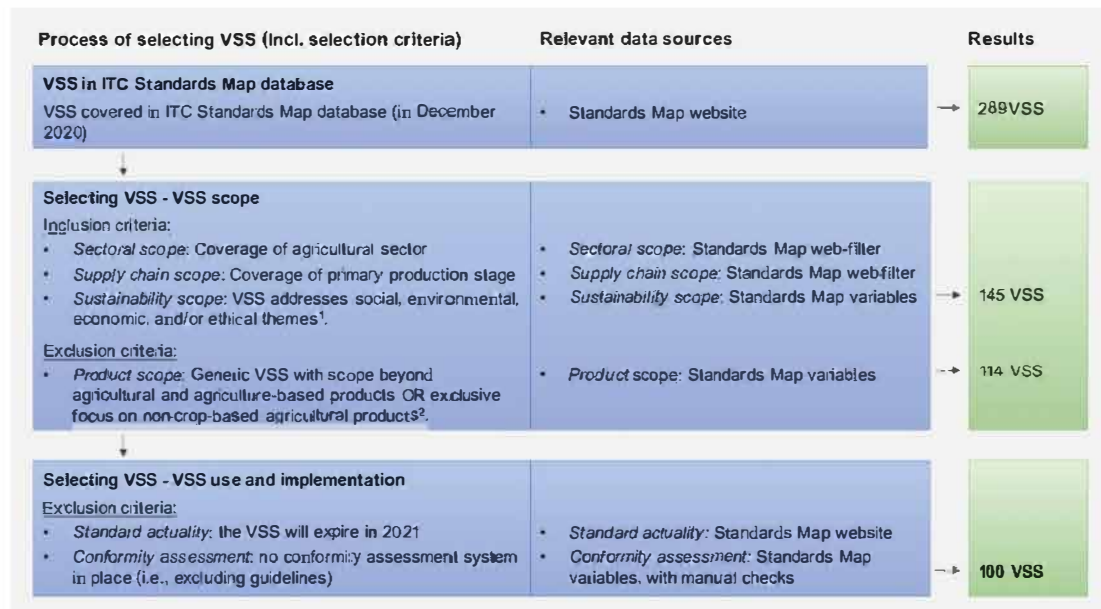 Process of selecting VSS (Incl. selection criteria)
Relevant data sources
Results
VSS in ITC Standards Map database
VSS covered in ITC Standards Map database (in December
2020)
• Standards Map website
289 VSS
Selecting VSS - VSS scope
Inclusion criteria:
• Sectoral scope: Coverage of agricultural sector
• Supply chain scope: Coverage of primary production stage
• Sustainability scope: VSS addresses social, environmental,
economic, and/or ethical themes¹.
• Sectoral scope: Standards Map web-filter
• Supply chain scope: Standards Map webfilter
• Sustainability scope: Standards Map variables
145 VSS
Exclusion criteria:
• Product scope: Generic VSS with scope beyond
agricultural and agriculture-based products OR exclusive
focus on non-crop-based agricultural products².
• Product scope: Standards Map variables
114 VSS
Selecting VSS - VSS use and implementation
Exclusion criteria:
• Standard actuality: the VSS will expire in 2021
• Conformity assessment: no conformity assessment system
in place (i.e., excluding guidelines)
• Standard actuality: Standards Map website
• Conformity assessment: Standards Map
variables, with manual checks
100 VSS